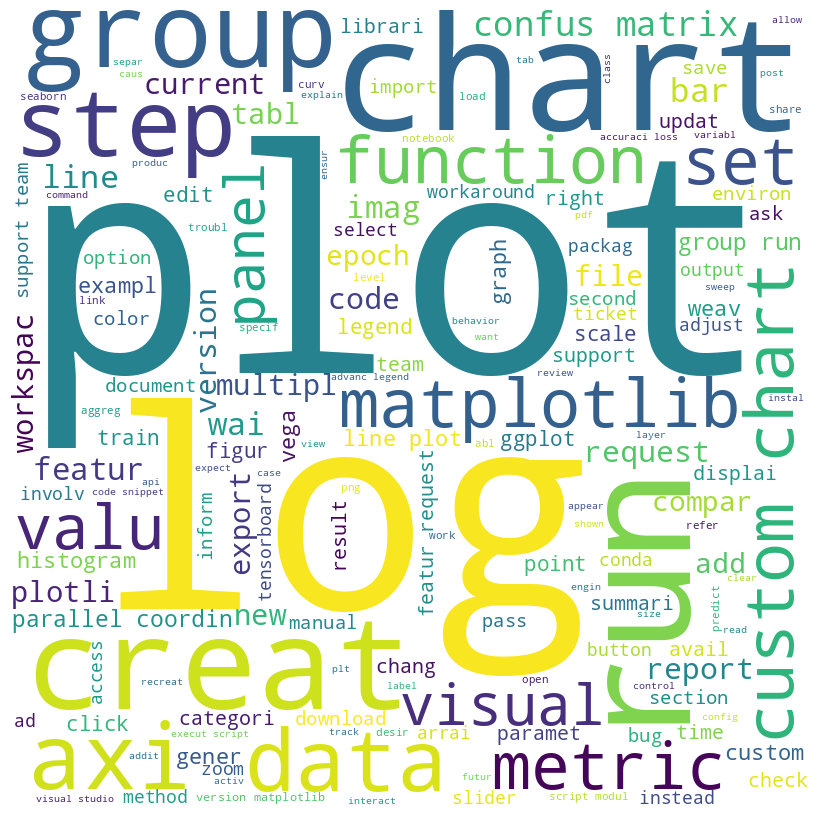 group
chart
librari
confus matrix
allow
separ
caus
seaborn
current
curv
explain
import
load
tab
class
save
bar
post
share
step
tabl
notebook
accuraci loss
variabl
updat
produc
ensur
function
set
line
command
support team
edit
panel
imag
workaround
right
environ
ask
pdf
select
plot
troubl
option
exampl
link
color
epoch
level
graph
packag
group run
file
output
second
sweep
specif
version
code
legend
behavior
want
ticket
scale
weav
adjust
team
support
review
workspac
document
multipl
advanc legend
matplotlib
custom chart
instal
aggreg
wai
train
figur
vega
view
line plot
abl
ggplot
layer
request
featur
expect
case
api
code snippet
involv
inform
export
tensorboard
png
result
featur request
work
log
appear
shown
engin
displai
compar
refer
run
valu
histogram
point
conda
add
clear
plotli
parallel coordin
new
manual
pass
summari
size
predict
read
creat
access
recreat
plt
label
chang
open
button
avail
control
report
section
config
ad
click
categori
download
visual
execut script
track
desir
arrai
paramet
bug
time
axi
addit
gener
zoom
activ
data
metric
custom
futur
check
visual studio
method
version matplotlib
interact
slider
script modul
instead